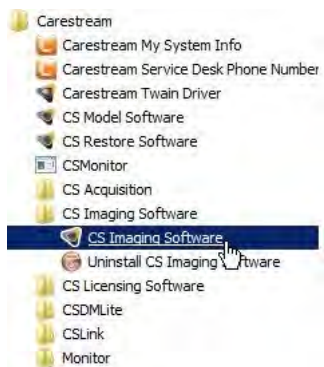 Carestream
Carestream My System Info
Carestream Service Desk Phone Number
Carestream Twain Driver
CS Model Software
CS Restore Software
CSMonitor
CS Acquisition
CS Imaging Software
CS Imaging Software
Uninstall CS Imaging Software
CS Licensing Software
CSDMLite
CSLink
Monitor